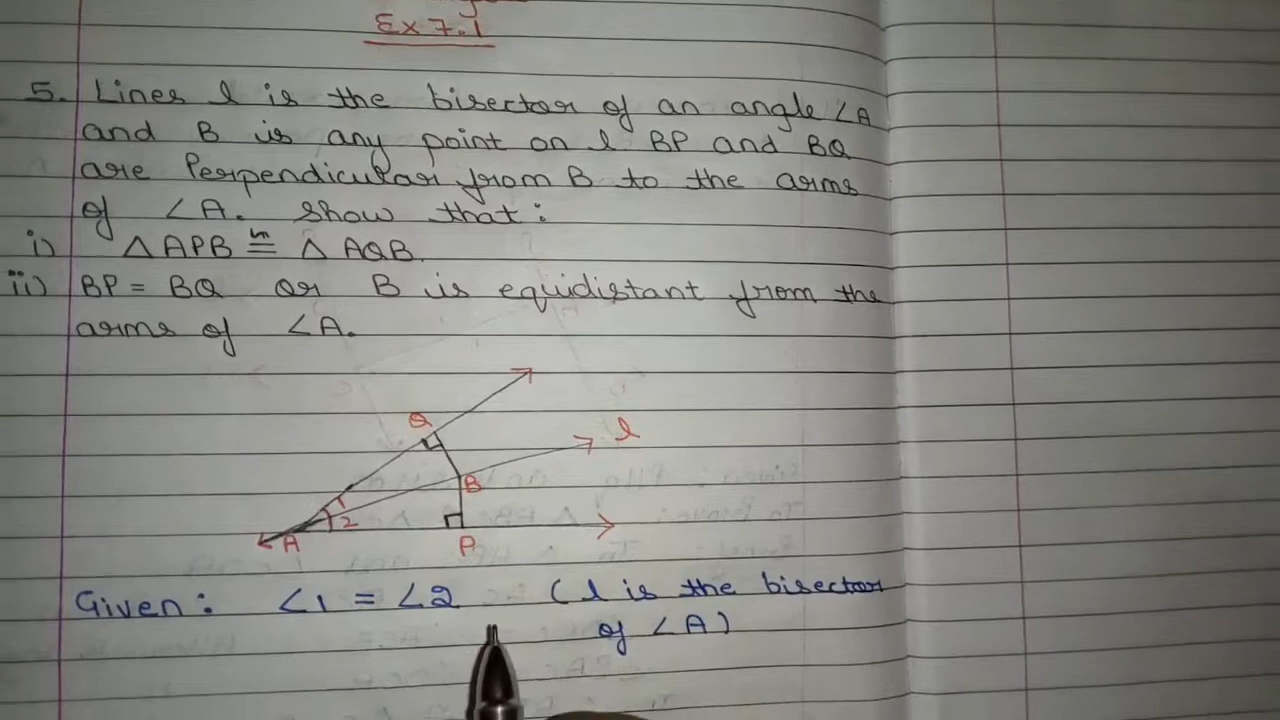 Ex 7.1
5. Lines l is the bisector of an angle ∠A
and B is any point on l BP and BQ
are Perpendicular from B to the arms
of ∠A. show that:
i) △APB ≅ △AQB.
ii) BP = BQ or B is equidistant from the
arms of ∠A.
Q
l
B
1
2
A
P
Given: ∠1 = ∠2 (l is the bisector
of ∠A)